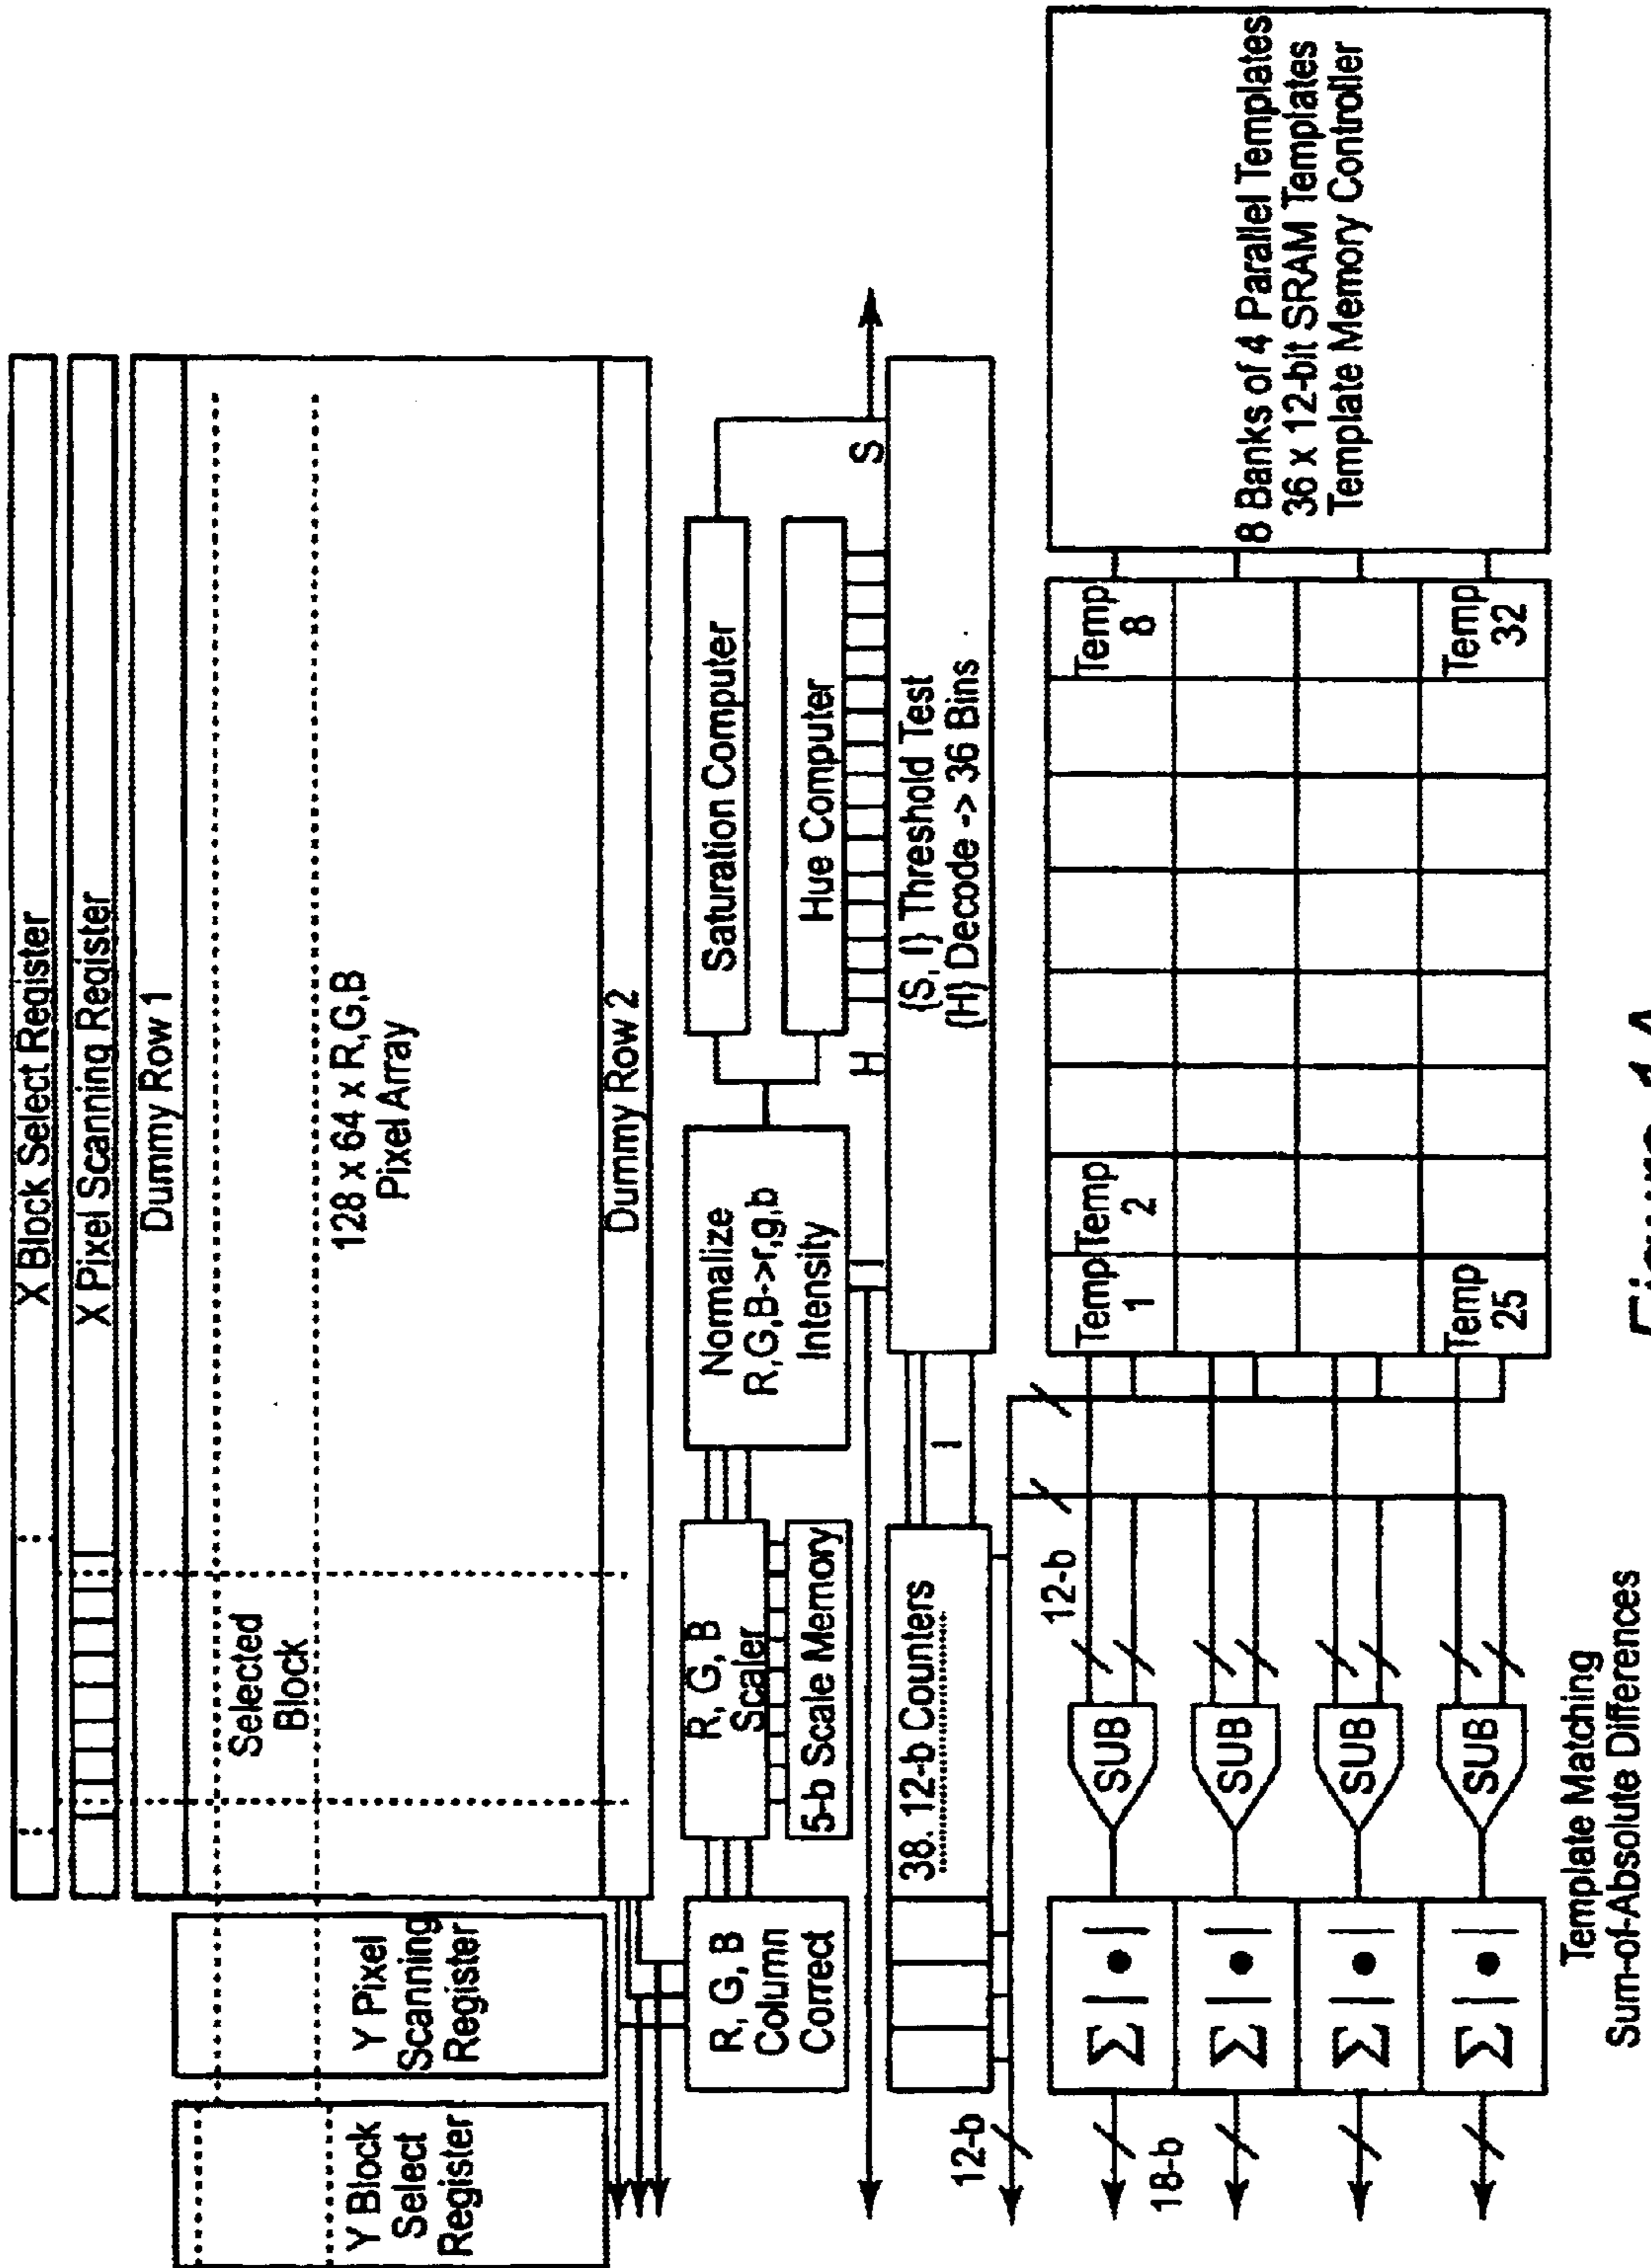 X Block Select Register
X Pixel Scanning Register
Dummy Row 1
Y Block
Select
Register
Y Pixel
Scanning
Register
Selected
Block
128 x 64 x R,G,B
Pixel Array
Dummy Row 2
R, G, B
Column
Correct
R, G, B
Scaler
5-b Scale Memory
Normalize
R,G,B->r,g,b
Intensity
Saturation Computer
Hue Computer
I
H
S
38. 12-b Counters
1
{S, I} Threshold Test
{H} Decode -> 36 Bins
12-b
12-b
18-b
Σ | ● |
Σ | ● |
Σ | ● |
Σ | ● |
SUB
SUB
SUB
SUB
Temp
1
Temp
2
Temp
8
Temp
25
Temp
32
8 Banks of 4 Parallel Templates
36 x 12-bit SRAM Templates
Template Memory Controller
Template Matching
Sum-of-Absolute Differences